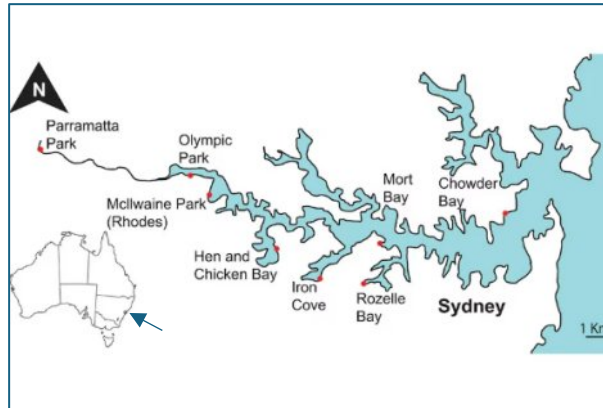 N
Parramatta
Park
Olympic
Park
McIlwaine Park
(Rhodes)
Hen and
Chicken Bay
Iron
Cove
Mort
Bay
Rozelle
Bay
Chowder
Bay
Sydney